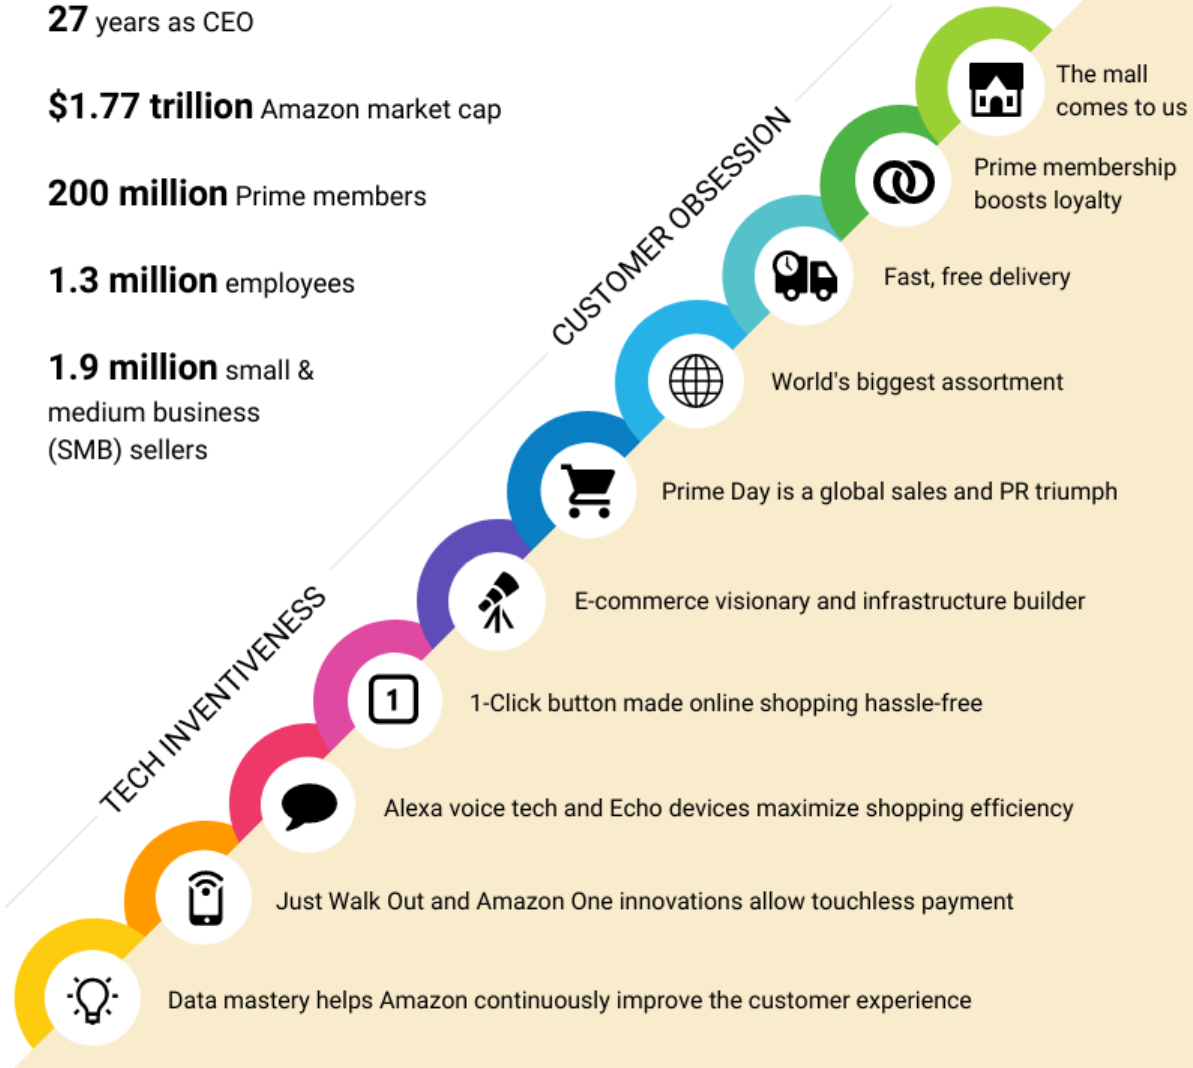 27 years as CEO
$1.77 trillion Amazon market cap
200 million Prime members
1.3 million employees
1.9 million small &
medium business
(SMB) sellers
CUSTOMER OBSESSION
TECH INVENTIVENESS
The mall
comes to us
Prime membership
boosts loyalty
Fast, free delivery
World's biggest assortment
Prime Day is a global sales and PR triumph
E-commerce visionary and infrastructure builder
1
1-Click button made online shopping hassle-free
Alexa voice tech and Echo devices maximize shopping efficiency
Just Walk Out and Amazon One innovations allow touchless payment
Data mastery helps Amazon continuously improve the customer experience